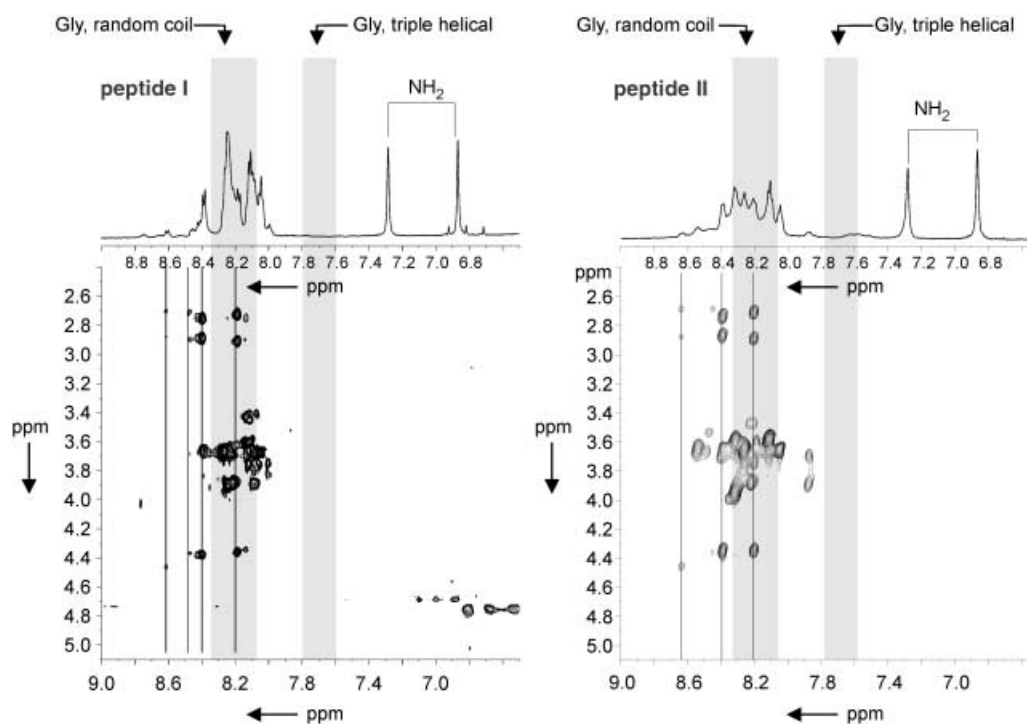 Gly, random coil Gly, triple helical
peptide I
NH2
8.8 8.6 8.4 8.2 8.0 7.8 7.6 7.4 7.2 7.0 6.8
ppm
2.6
2.8
3.0
3.2
3.4
3.6
3.8
4.0
4.2
4.4
4.6
4.8
5.0
ppm
9.0 8.6 8.2 7.8 7.4 7.0
ppm
Gly, random coil Gly, triple helical
peptide II
NH2
8.8 8.6 8.4 8.2 8.0 7.8 7.6 7.4 7.2 7.0 6.8
ppm
ppm
2.6
2.8
3.0
3.2
3.4
3.6
3.8
4.0
4.2
4.4
4.6
4.8
5.0
ppm
9.0 8.6 8.2 7.8 7.4 7.0
ppm